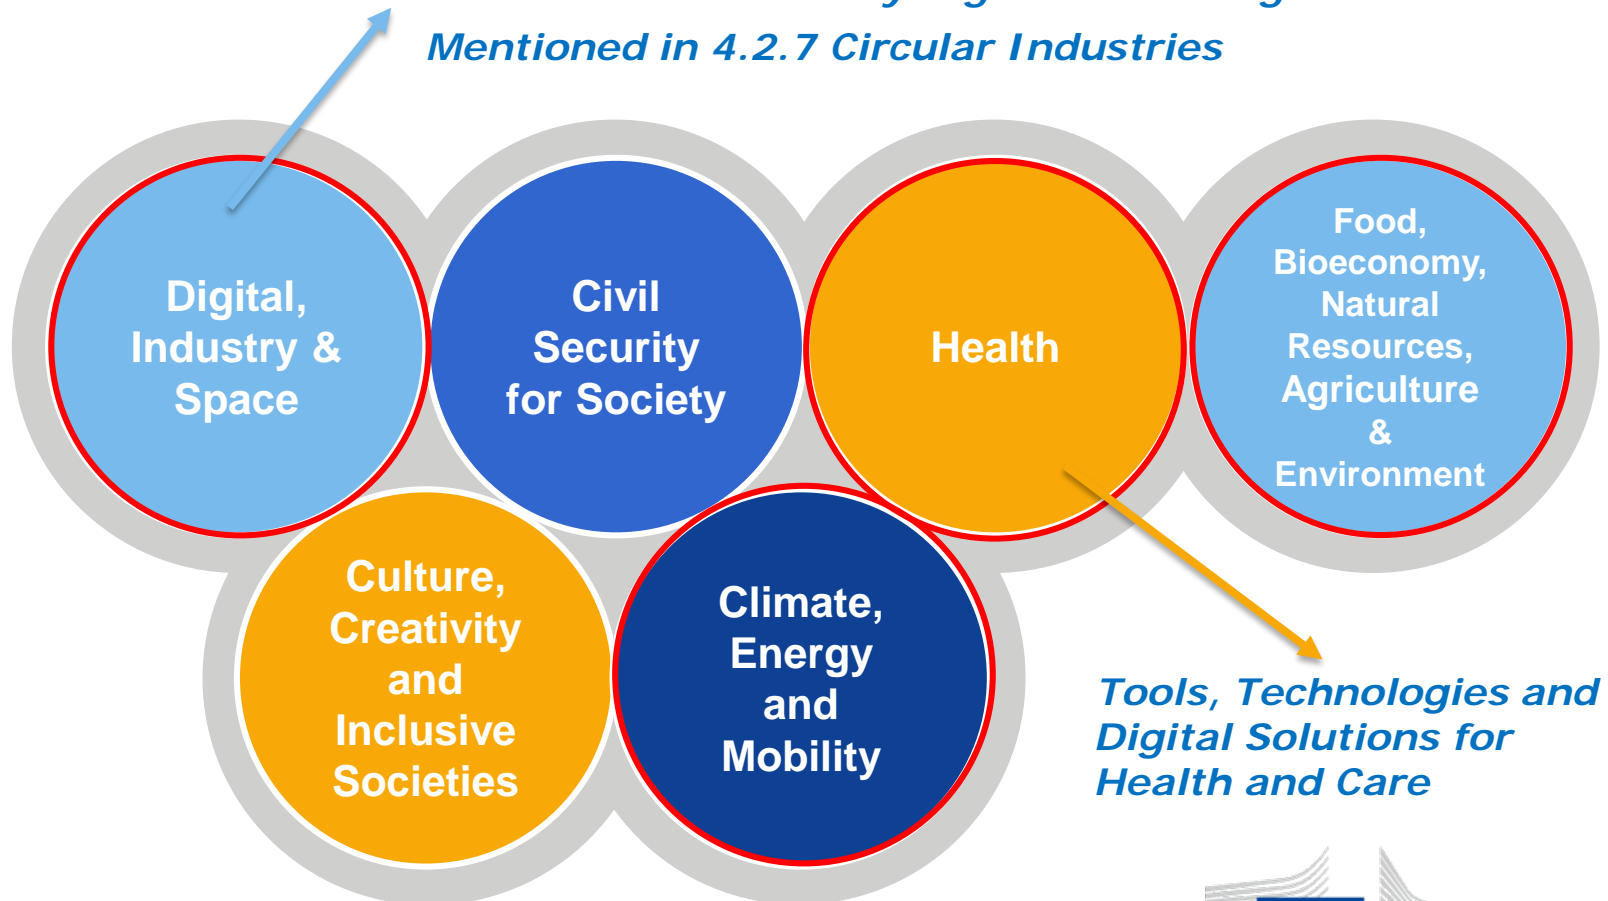 Mentioned in 4.2.7 Circular Industries
Digital,
Industry &
Space
Civil
Security
for Society
Health
Food,
Bioeconomy,
Natural
Resources,
Agriculture
&
Environment
Culture,
Creativity
and
Inclusive
Societies
Climate,
Energy
and
Mobility
Tools, Technologies and
Digital Solutions for
Health and Care